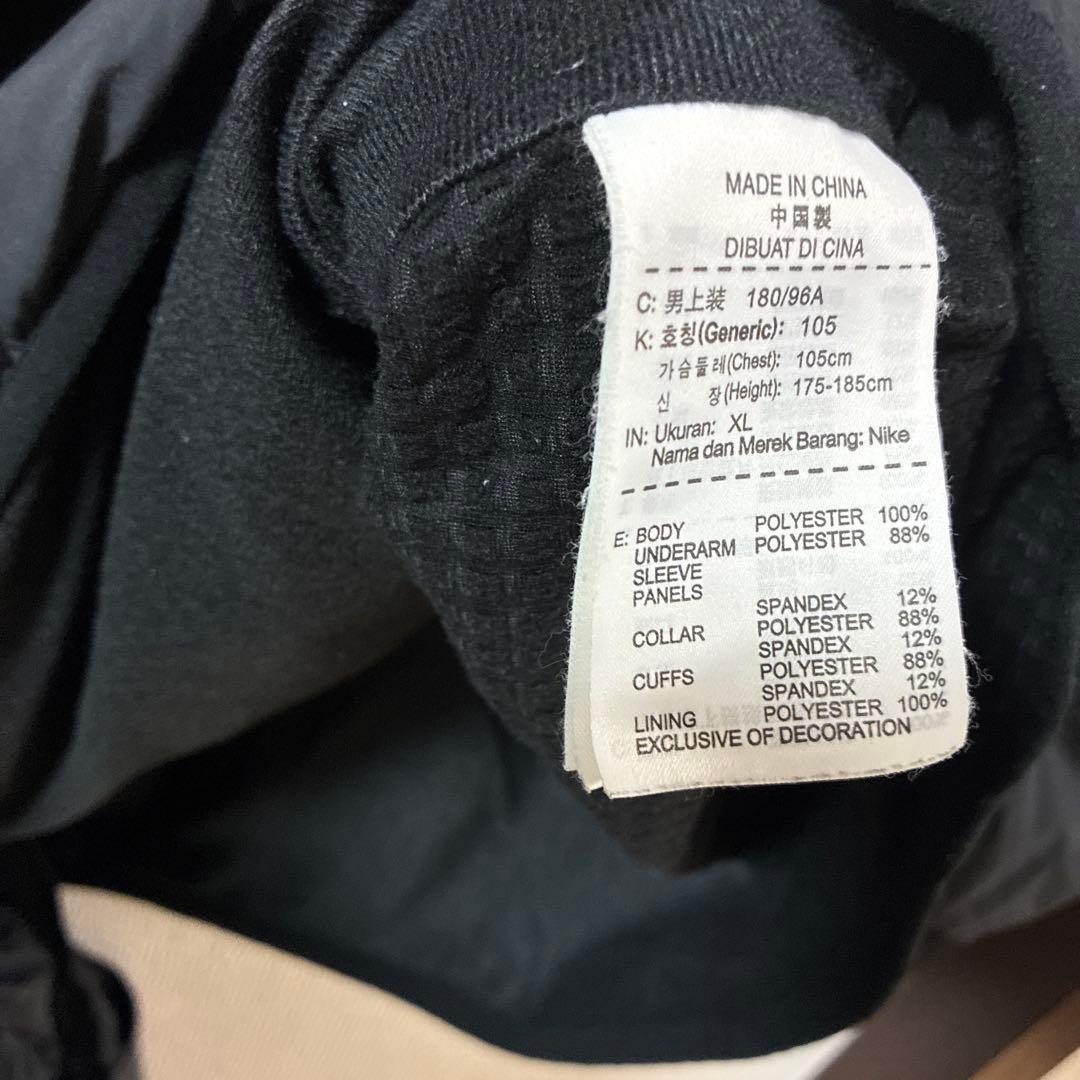 MADE IN CHINA
中国製
DIBUAT DI CINA
C: 男上装 180/96A
K: 호칭(Generic): 105
가슴둘레(Chest): 105cm
신 장(Height): 175-185cm
IN: Ukuran: XL
Nama dan Merek Barang: Nike
E: BODY POLYESTER 100%
UNDERARM POLYESTER 88%
SLEEVE
PANELS
SPANDEX 12%
COLLAR POLYESTER 88%
SPANDEX 12%
CUFFS POLYESTER 88%
SPANDEX 12%
LINING POLYESTER 100%
EXCLUSIVE OF DECORATION